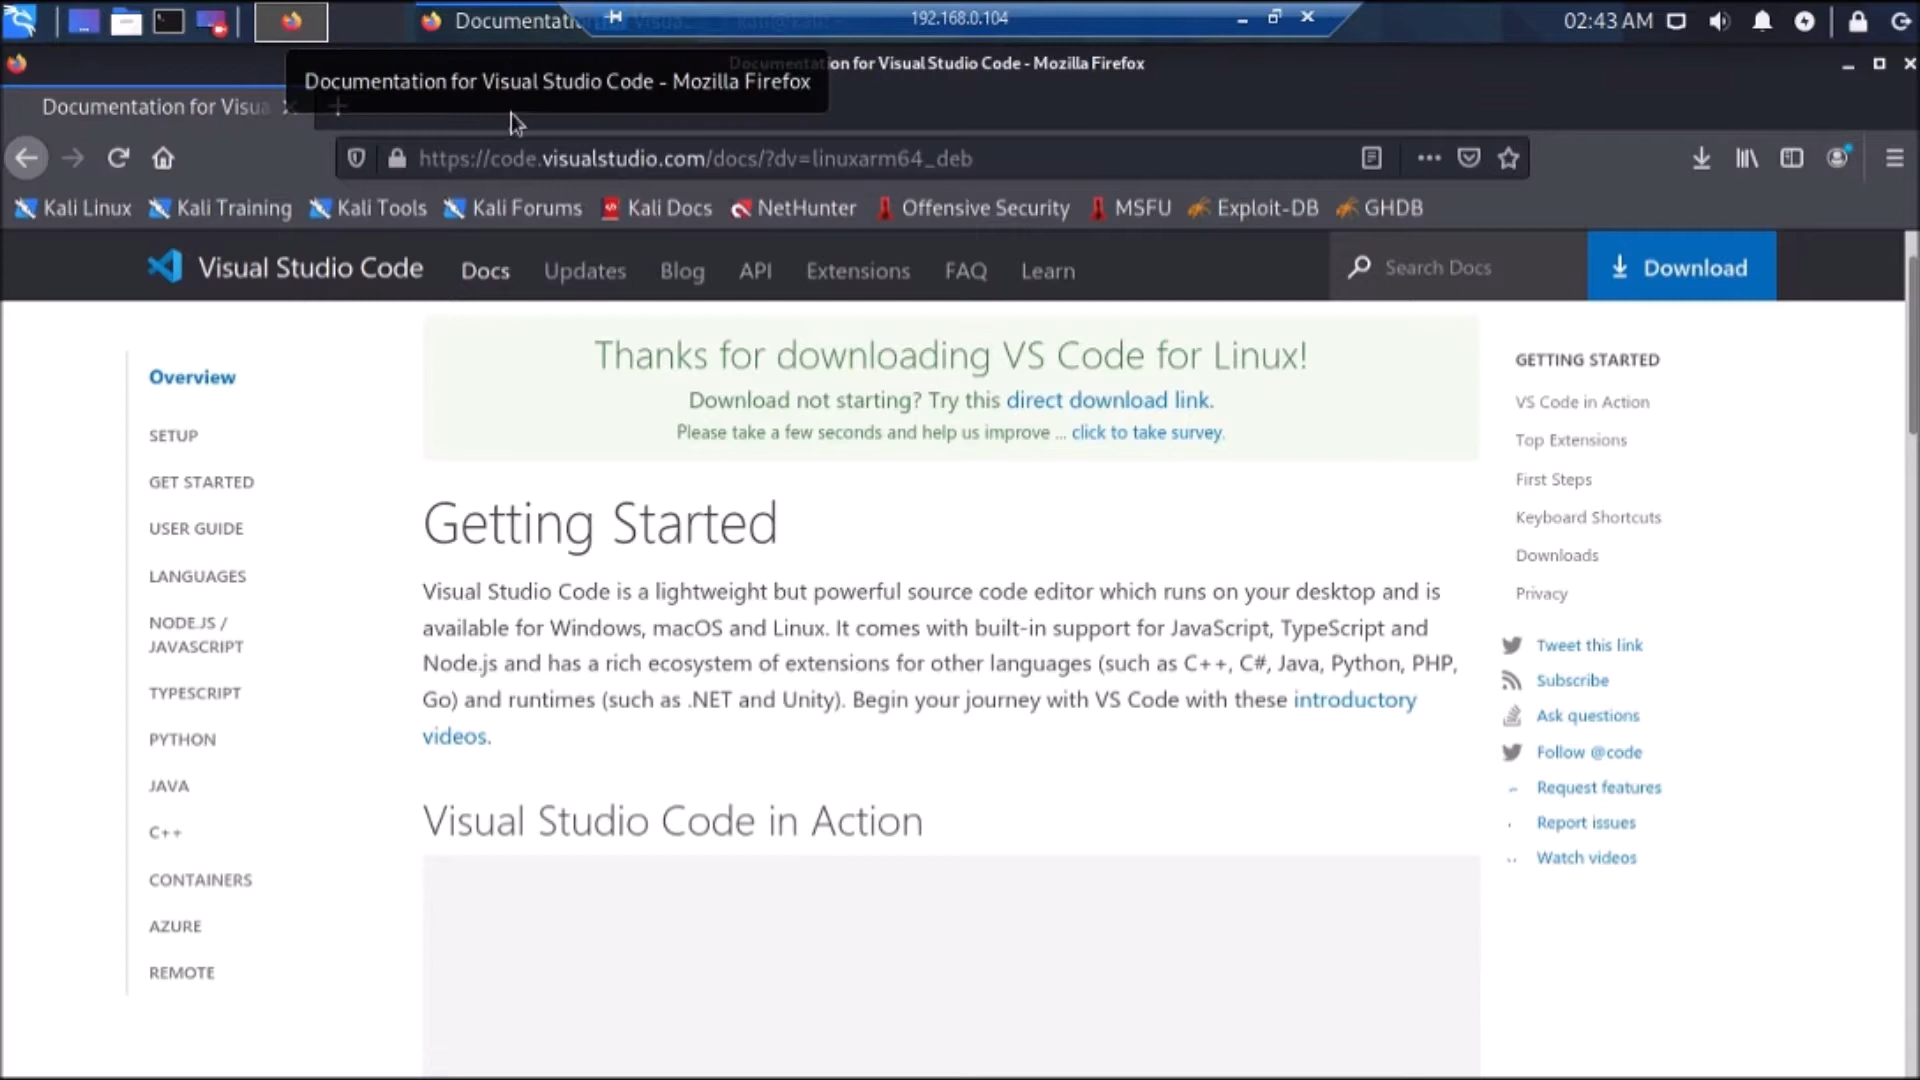 Documentati
192.168.0.104
02:43 AM
Documentation for Visual Studio Code - Mozilla Firefox
on for Visual Studio Code - Mozilla Firefox
Documentation for Visua
https://code.visualstudio.com/docs/?dv=linuxarm64_deb
Kali Linux
Kali Training
Kali Tools
Kali Forums
Kali Docs
NetHunter
Offensive Security
MSFU
Exploit-DB
GHDB
Visual Studio Code
Docs
Updates
Blog
API
Extensions
FAQ
Learn
Search Docs
Download
Overview
SETUP
GET STARTED
USER GUIDE
LANGUAGES
NODE.JS /
JAVASCRIPT
TYPESCRIPT
PYTHON
JAVA
C++
CONTAINERS
AZURE
REMOTE
Thanks for downloading VS Code for Linux!
Download not starting? Try this direct download link.
Please take a few seconds and help us improve ... click to take survey.
Getting Started
Visual Studio Code is a lightweight but powerful source code editor which runs on your desktop and is
available for Windows, macOS and Linux. It comes with built-in support for JavaScript, TypeScript and
Node.js and has a rich ecosystem of extensions for other languages (such as C++, C#, Java, Python, PHP,
Go) and runtimes (such as .NET and Unity). Begin your journey with VS Code with these introductory
videos.
Visual Studio Code in Action
GETTING STARTED
VS Code in Action
Top Extensions
First Steps
Keyboard Shortcuts
Downloads
Privacy
Tweet this link
Subscribe
Ask questions
Follow @code
Request features
Report issues
Watch videos